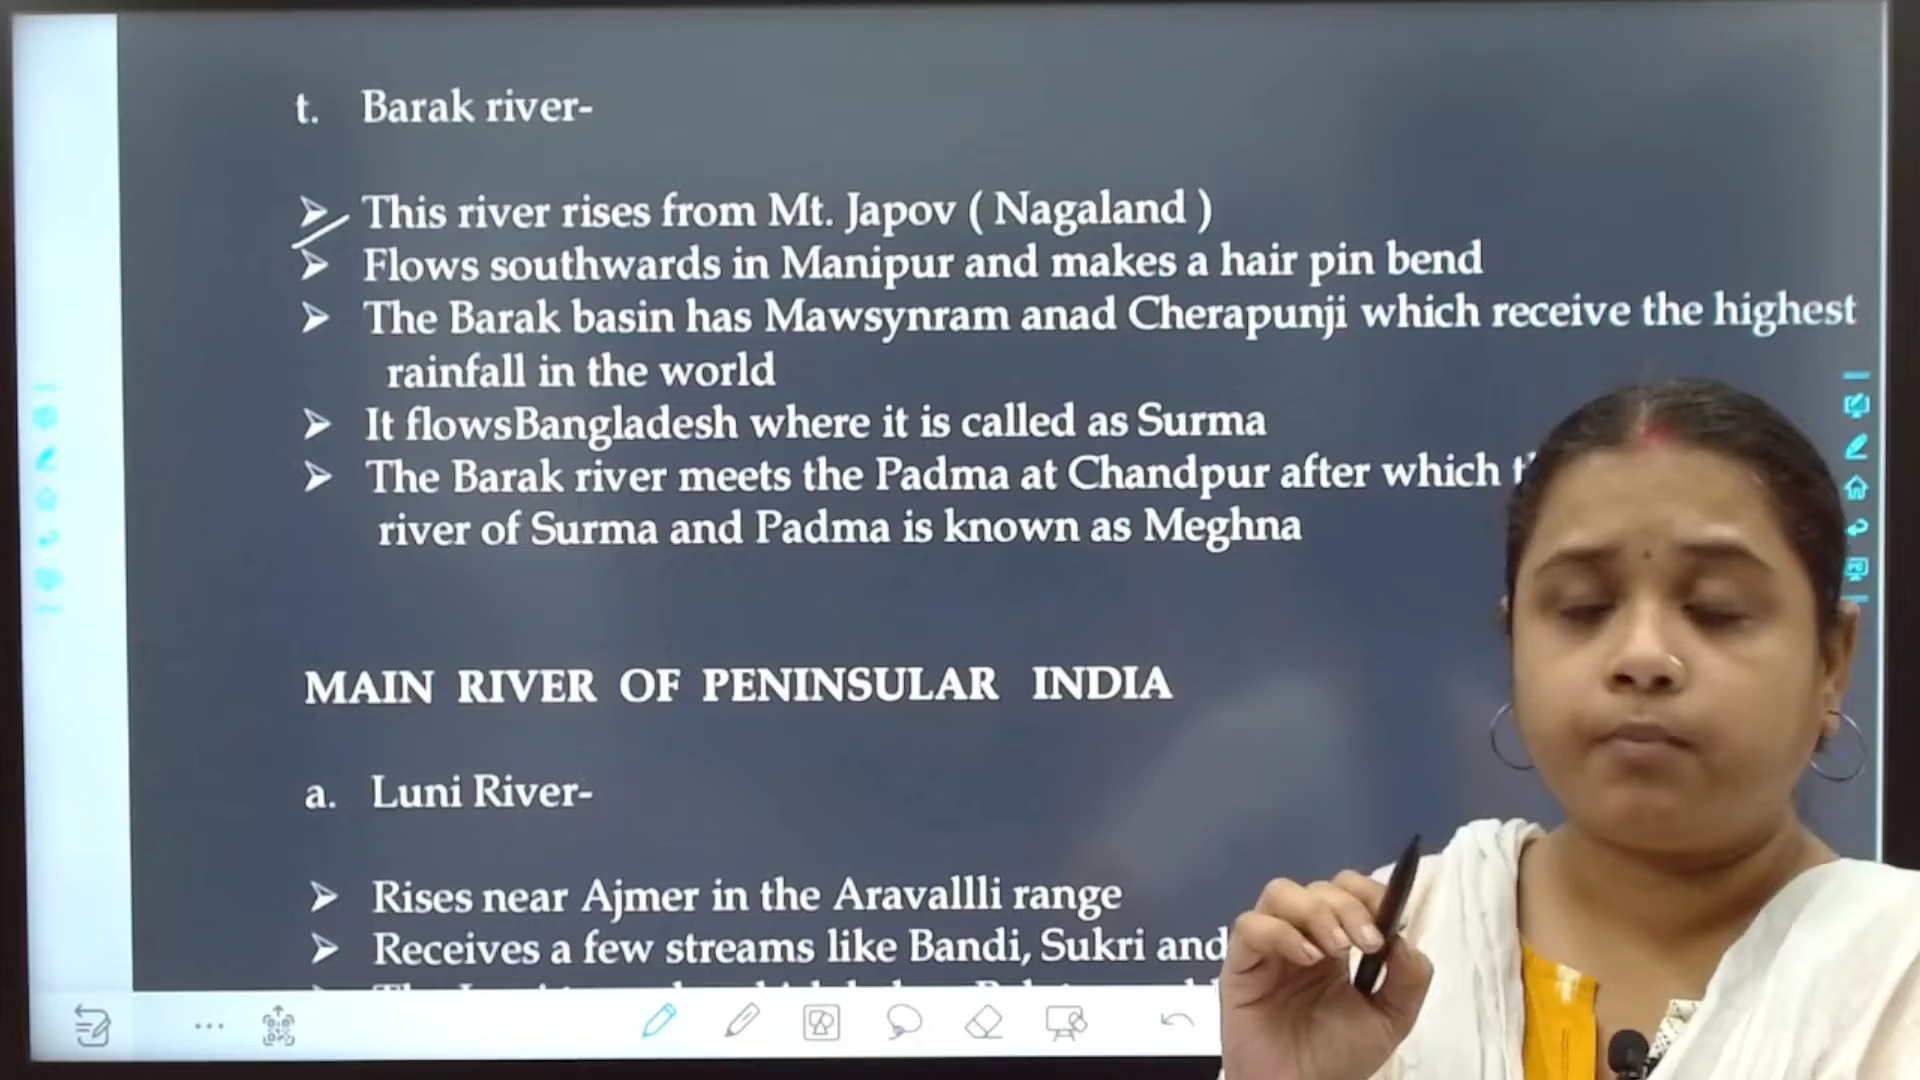 t. Barak river-
➢ This river rises from Mt. Japov ( Nagaland )
➢ Flows southwards in Manipur and makes a hair pin bend
➢ The Barak basin has Mawsynram anad Cherapunji which receive the highest
rainfall in the world
➢ It flowsBangladesh where it is called as Surma
➢ The Barak river meets the Padma at Chandpur after which
river of Surma and Padma is known as Meghna
MAIN RIVER OF PENINSULAR INDIA
a. Luni River-
➢ Rises near Ajmer in the Aravallli range
➢ Receives a few streams like Bandi, Sukri and